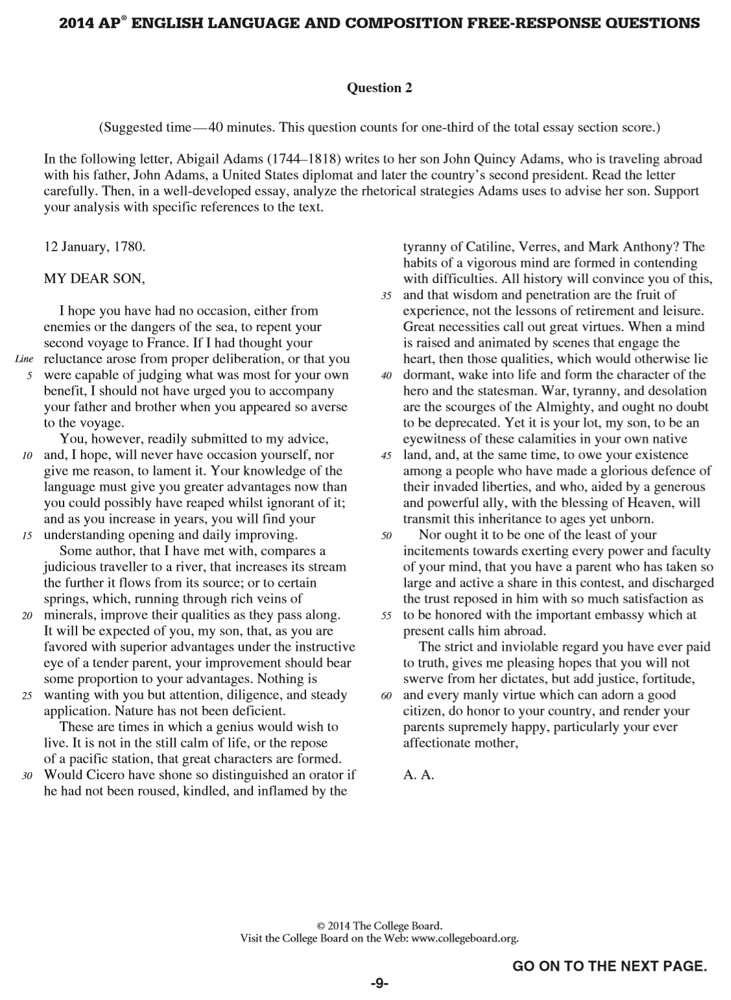 2014 AP® ENGLISH LANGUAGE AND COMPOSITION FREE-RESPONSE QUESTIONS
Question 2
(Suggested time—40 minutes. This question counts for one-third of the total essay section score.)
In the following letter, Abigail Adams (1744–1818) writes to her son John Quincy Adams, who is traveling abroad
with his father, John Adams, a United States diplomat and later the country’s second president. Read the letter
carefully. Then, in a well-developed essay, analyze the rhetorical strategies Adams uses to advise her son. Support
your analysis with specific references to the text.
12 January, 1780.
MY DEAR SON,
I hope you have had no occasion, either from
enemies or the dangers of the sea, to repent your
second voyage to France. If I had thought your
Line reluctance arose from proper deliberation, or that you
5 were capable of judging what was most for your own
benefit, I should not have urged you to accompany
your father and brother when you appeared so averse
to the voyage.
You, however, readily submitted to my advice,
10 and, I hope, will never have occasion yourself, nor
give me reason, to lament it. Your knowledge of the
language must give you greater advantages now than
you could possibly have reaped whilst ignorant of it;
and as you increase in years, you will find your
15 understanding opening and daily improving.
Some author, that I have met with, compares a
judicious traveller to a river, that increases its stream
the further it flows from its source; or to certain
springs, which, running through rich veins of
20 minerals, improve their qualities as they pass along.
It will be expected of you, my son, that, as you are
favored with superior advantages under the instructive
eye of a tender parent, your improvement should bear
some proportion to your advantages. Nothing is
25 wanting with you but attention, diligence, and steady
application. Nature has not been deficient.
These are times in which a genius would wish to
live. It is not in the still calm of life, or the repose
of a pacific station, that great characters are formed.
30 Would Cicero have shone so distinguished an orator if
he had not been roused, kindled, and inflamed by the
tyranny of Catiline, Verres, and Mark Anthony? The
habits of a vigorous mind are formed in contending
with difficulties. All history will convince you of this,
35 and that wisdom and penetration are the fruit of
experience, not the lessons of retirement and leisure.
Great necessities call out great virtues. When a mind
is raised and animated by scenes that engage the
heart, then those qualities, which would otherwise lie
40 dormant, wake into life and form the character of the
hero and the statesman. War, tyranny, and desolation
are the scourges of the Almighty, and ought no doubt
to be deprecated. Yet it is your lot, my son, to be an
eyewitness of these calamities in your own native
45 land, and, at the same time, to owe your existence
among a people who have made a glorious defence of
their invaded liberties, and who, aided by a generous
and powerful ally, with the blessing of Heaven, will
transmit this inheritance to ages yet unborn.
50 Nor ought it to be one of the least of your
incitements towards exerting every power and faculty
of your mind, that you have a parent who has taken so
large and active a share in this contest, and discharged
the trust reposed in him with so much satisfaction as
55 to be honored with the important embassy which at
present calls him abroad.
The strict and inviolable regard you have ever paid
to truth, gives me pleasing hopes that you will not
swerve from her dictates, but add justice, fortitude,
60 and every manly virtue which can adorn a good
citizen, do honor to your country, and render your
parents supremely happy, particularly your ever
affectionate mother,
A. A.
© 2014 The College Board.
Visit the College Board on the Web: www.collegeboard.org.
GO ON TO THE NEXT PAGE.
-9-